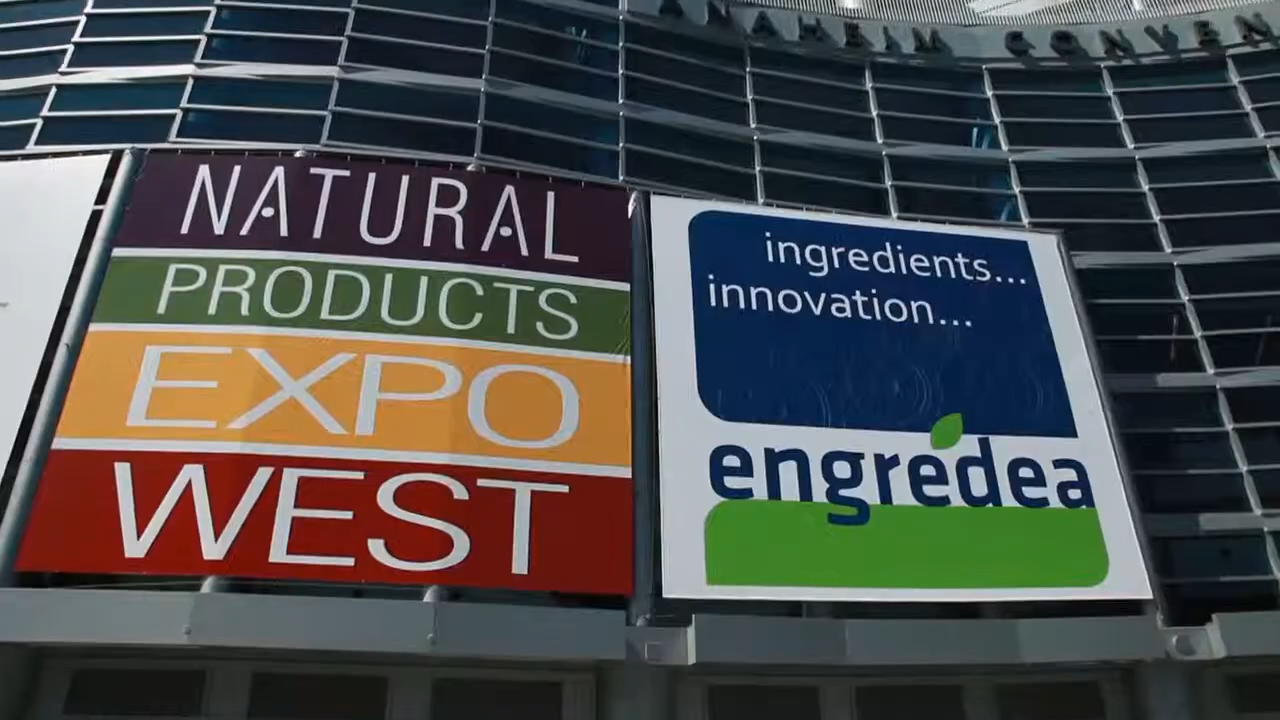 ANAHEIM CONVEN
NATURAL
PRODUCTS
EXPO
WEST
ingredients...
innovation...
engredea